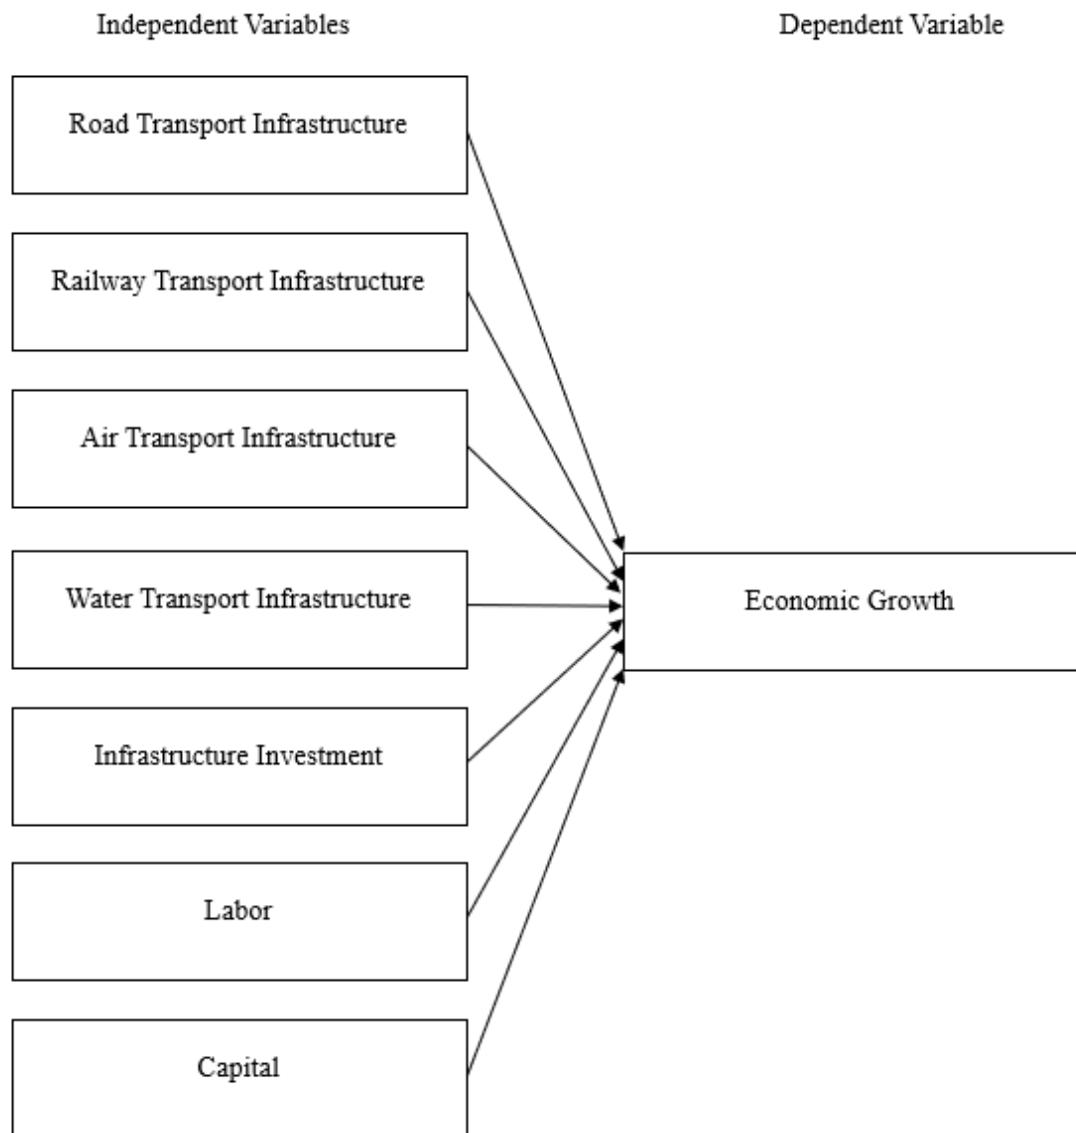 Independent Variables
Dependent Variable
Road Transport Infrastructure
Railway Transport Infrastructure
Air Transport Infrastructure
Water Transport Infrastructure
Economic Growth
Infrastructure Investment
Labor
Capital